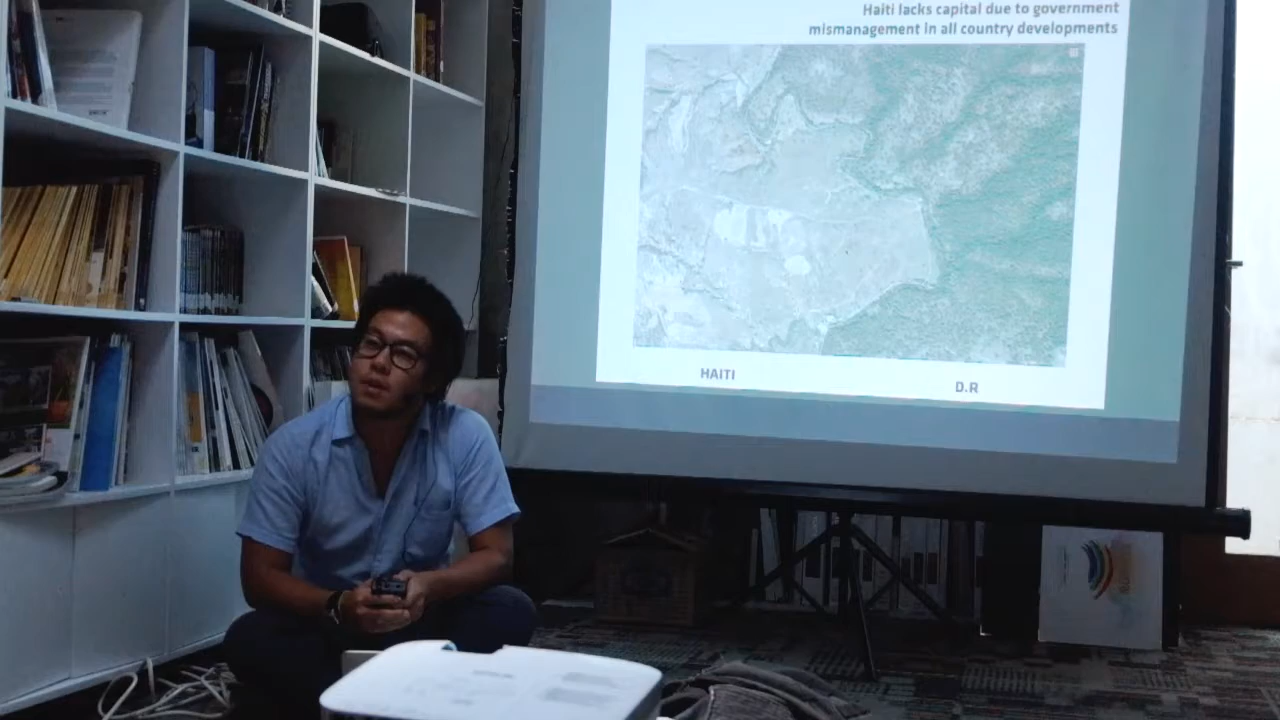 Haiti lacks capital due to government
mismanagement in all country developments
HAITI
D.R